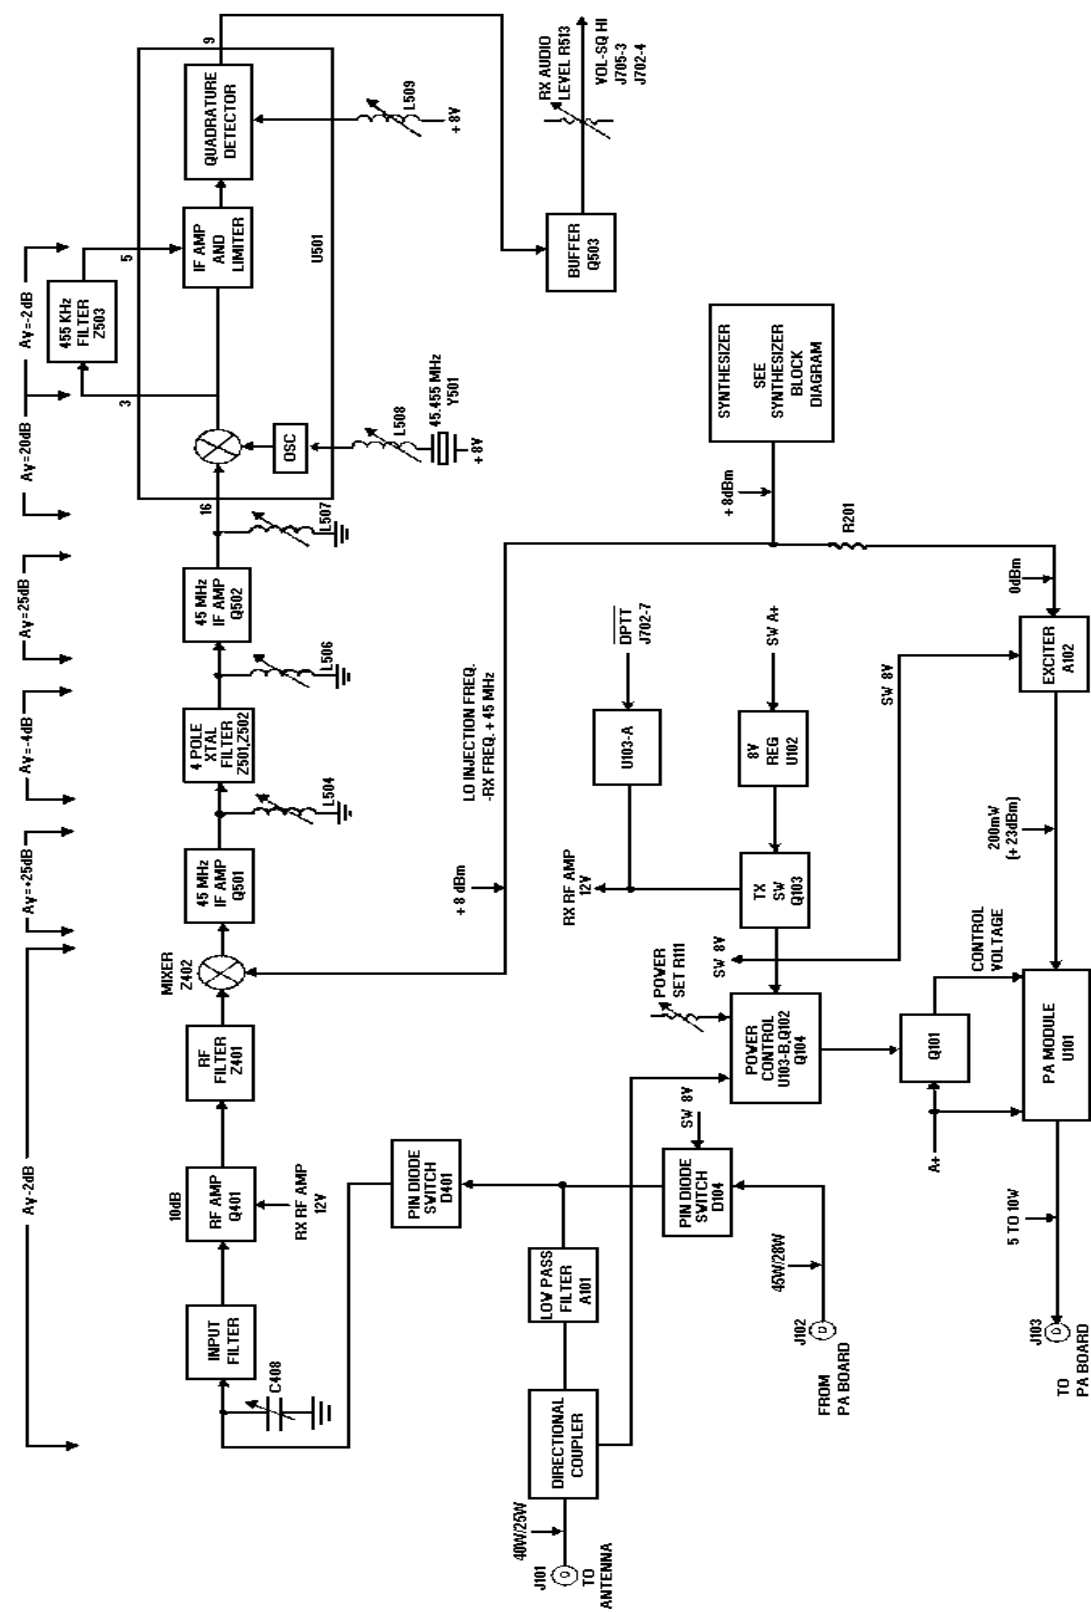 Av-2dB
Av=+25dB
Av=-4dB
Av=25dB
Av=20dB
Av=-2dB
INPUT
FILTER
C408
10dB
RF AMP
Q401
RX RF AMP
12V
RF
FILTER
Z401
MIXER
Z402
45 MHz
IF AMP
Q501
L504
4 POLE
XTAL
FILTER
Z501,Z502
L506
45 MHz
IF AMP
Q502
L507
16
3
5
9
455 KHz
FILTER
Z503
OSC
IF AMP
AND
LIMITER
QUADRATURE
DETECTOR
U501
L508
45.455 MHz
Y501
+8V
L509
+8V
BUFFER
Q503
RX AUDIO
LEVEL R513
VOL-SQ HI
J705-3
J702-4
PIN DIODE
SWITCH
D401
+8 dBm
LO INJECTION FREQ.
-RX FREQ. + 45 MHz
J101
TO
ANTENNA
40W/25W
DIRECTIONAL
COUPLER
LOW PASS
FILTER
A101
PIN DIODE
SWITCH
D104
SW 8V
45W/28W
J102
FROM
PA BOARD
POWER
SET R111
POWER
CONTROL
U103-B,Q102
Q104
SW 8V
RX RF AMP
12V
TX
SW
Q103
U103-A
DPTT
J702-7
8V
REG
U102
SW A+
SYNTHESIZER
SEE
SYNTHESIZER
BLOCK
DIAGRAM
+8dBm
R201
0dBm
SW 8V
EXCITER
A102
200mW
(+23dBm)
CONTROL
VOLTAGE
Q101
A+
PA MODULE
U101
5 TO 10W
J103
TO
PA BOARD